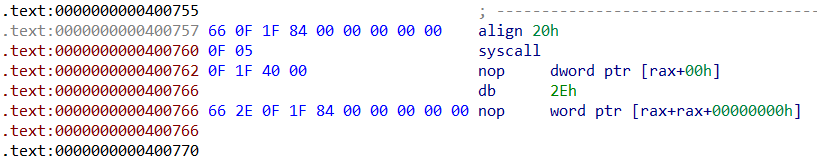 .text:0000000000400755 ; -------------------------------------
.text:0000000000400757 66 0F 1F 84 00 00 00 00 00 align 20h
.text:0000000000400760 0F 05 syscall
.text:0000000000400762 0F 1F 40 00 nop dword ptr [rax+00h]
.text:0000000000400766 db 2Eh
.text:0000000000400766 66 2E 0F 1F 84 00 00 00 00 00 nop word ptr [rax+rax+00000000h]
.text:0000000000400766
.text:0000000000400770